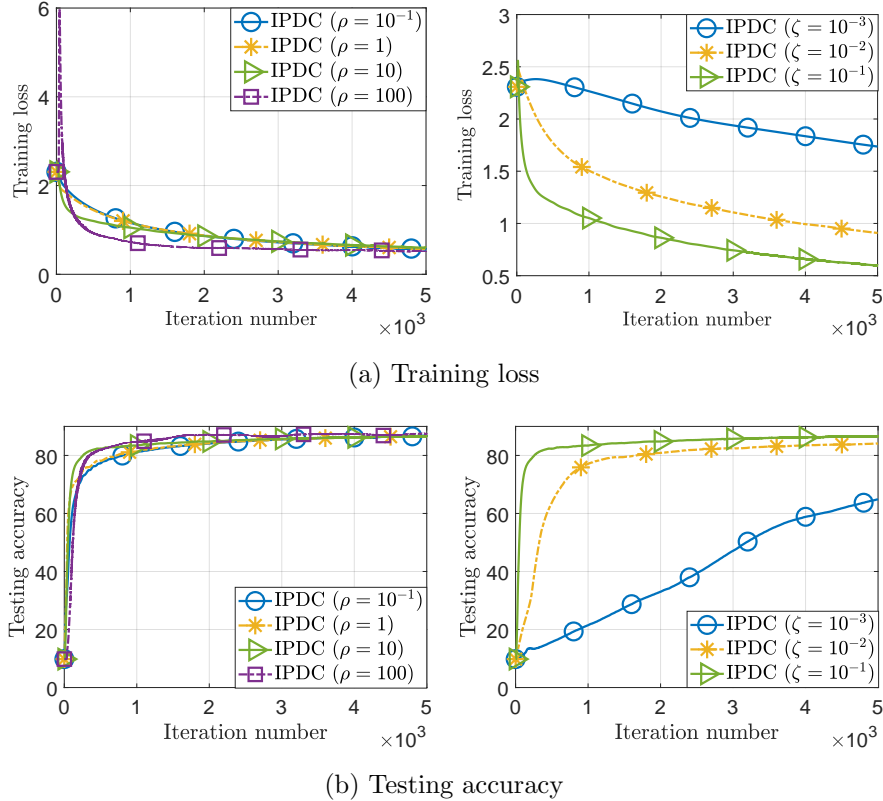 6
4
2
0
Training loss
IPDC (ρ = 10⁻¹)
IPDC (ρ = 1)
IPDC (ρ = 10)
IPDC (ρ = 100)
0 1 2 3 4 5
Iteration number
×10³
3
2.5
2
1.5
1
0.5
Training loss
IPDC (ζ = 10⁻³)
IPDC (ζ = 10⁻²)
IPDC (ζ = 10⁻¹)
0 1 2 3 4 5
Iteration number
×10³
(a) Training loss
80
60
40
20
0
Testing accuracy
IPDC (ρ = 10⁻¹)
IPDC (ρ = 1)
IPDC (ρ = 10)
IPDC (ρ = 100)
0 1 2 3 4 5
Iteration number
×10³
80
60
40
20
0
Testing accuracy
IPDC (ζ = 10⁻³)
IPDC (ζ = 10⁻²)
IPDC (ζ = 10⁻¹)
0 1 2 3 4 5
Iteration number
×10³
(b) Testing accuracy